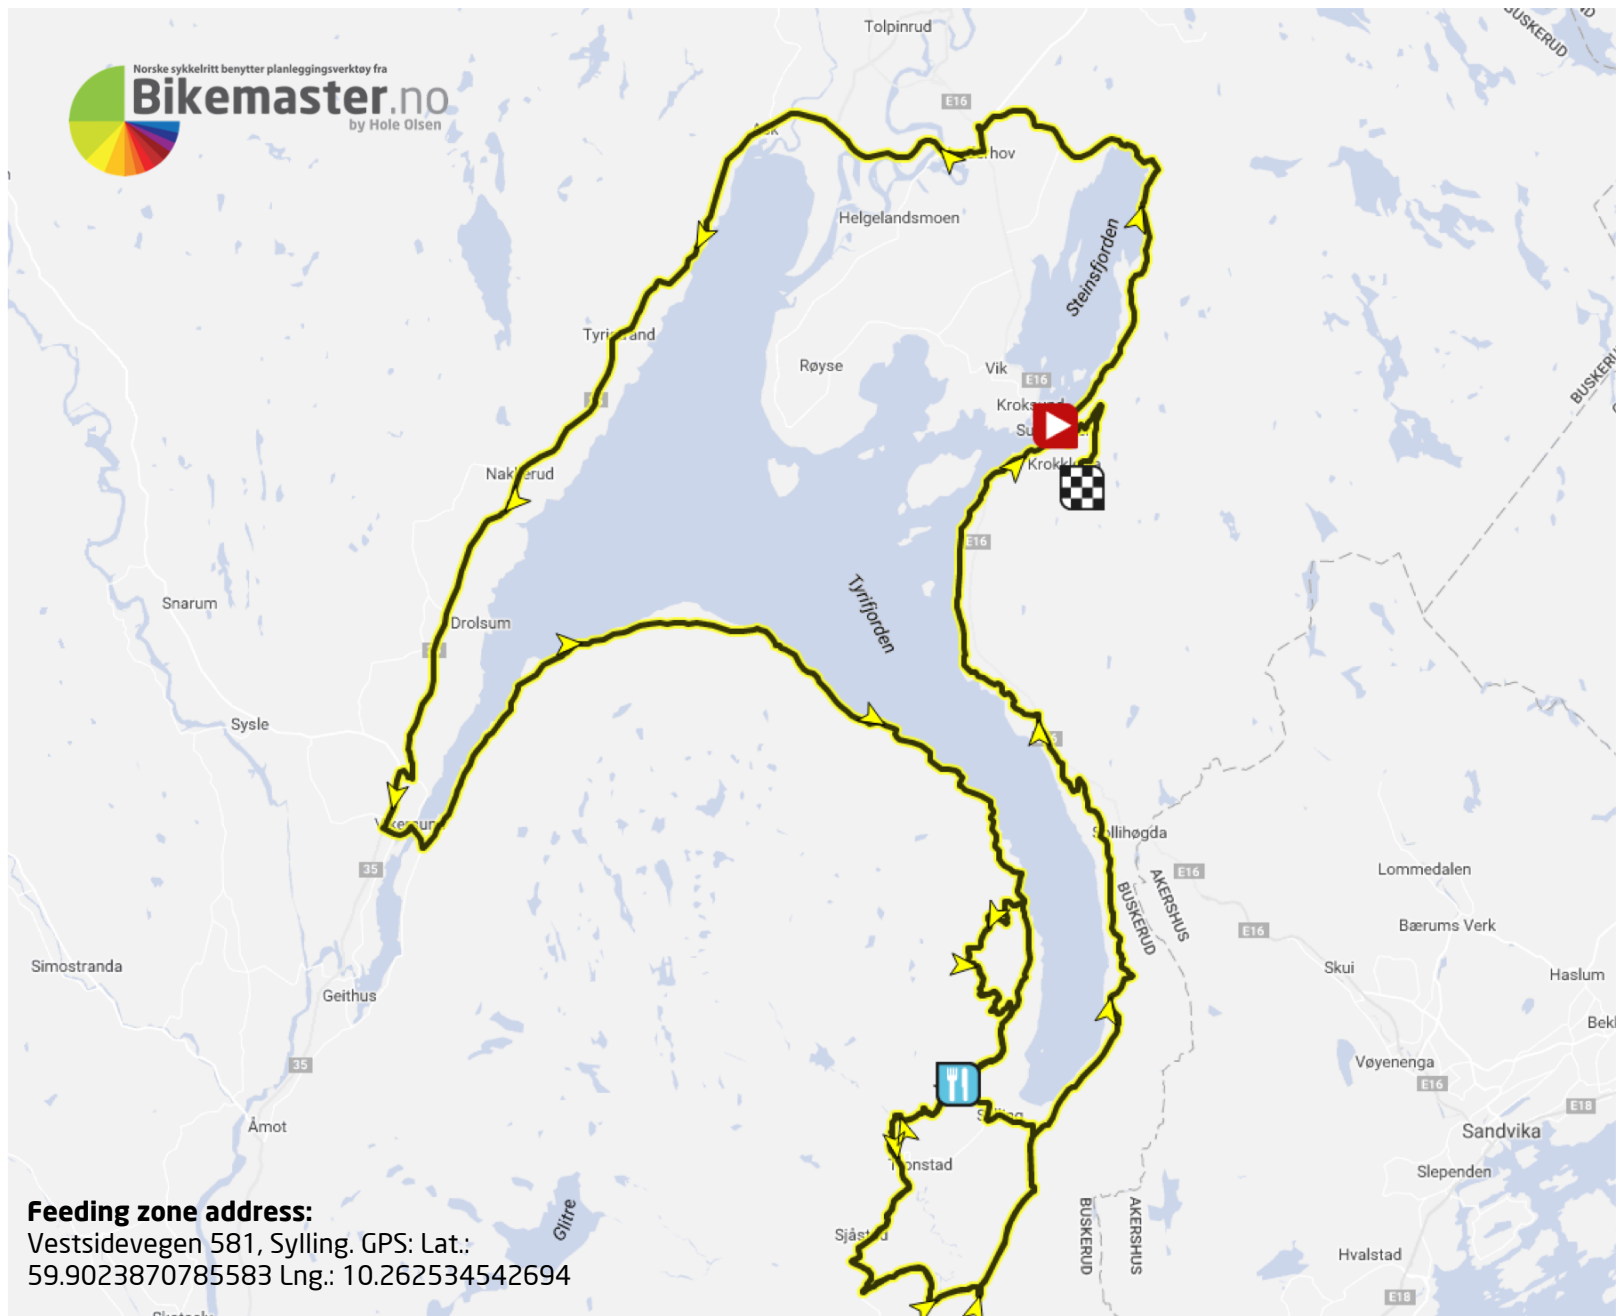 Tolpinrud
BUSKERUD
Norske sykkelritt benytter planleggingsverktøy fra
Bikemaster.no
by Hole Olsen
E16
Helgelandsmoen
Steinsfjorden
Røyse
Vik
E16
BUSKERU
E16
Tyrifjorden
Snarum
Drolsum
Sysle
Sollihøgda
35
E16
Lommedalen
AKERSHUS
BUSKERUD
E16
Bærums Verk
Simostranda
Skui
Haslum
Geithus
35
Vøyenenga
E16
E18
Åmot
Sandvika
Slependen
Feeding zone address:
Glitre
BUSKERUD
AKERSHUS
Vestsidevegen 581, Sylling. GPS: Lat.:
Hvalstad
59.9023870785583 Lng.: 10.262534542694
E18